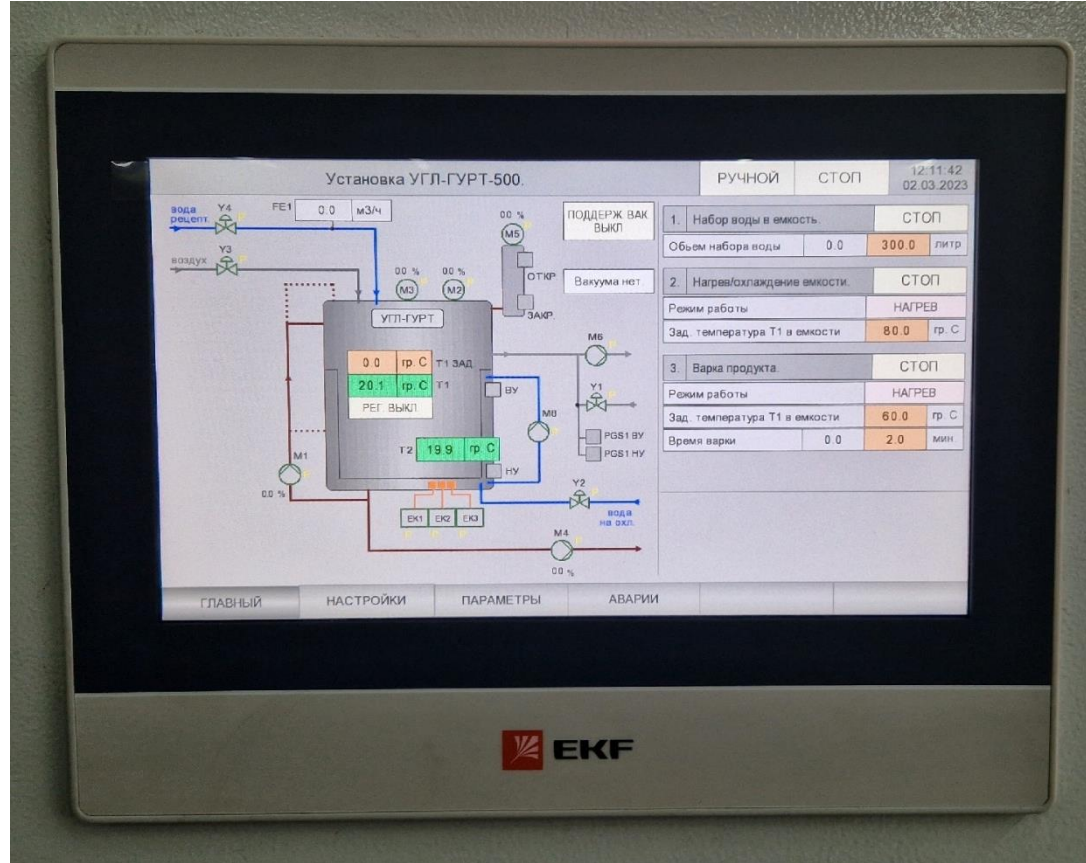 Установка УГЛ-ГУРТ-500.
РУЧНОЙ
СТОП
12:11:42
02.03.2023
вода
рецепт.
Y4
P
FE1
0.0 м3/ч
Y3
P
воздух
00 %
M3
P
00 %
M2
P
00 %
M5
P
ОТКР.
ЗАКР.
ПОДДЕРЖ ВАК
ВЫКЛ
Вакуума нет.
УГЛ-ГУРТ
0.0 гр. С Т1 ЗАД
20.1 гр. С Т1
РЕГ. ВЫКЛ
Т2 19.9 гр. С
ВУ
НУ
M6
P
Y1
P
PGS1 ВУ
PGS1 НУ
M8
P
Y2
P
вода
на охл.
M1
P
0.0 %
EK1 EK2 EK3
P P P
M4
P
0.0 %
1. Набор воды в емкость. СТОП
Обьем набора воды 0.0 300.0 литр
2. Нагрев/охлаждение емкости. СТОП
Режим работы НАГРЕВ
Зад. температура Т1 в емкости 80.0 гр. С
3. Варка продукта. СТОП
Режим работы НАГРЕВ
Зад. температура Т1 в емкости 60.0 гр. С
Время варки 0.0 2.0 мин
ГЛАВНЫЙ НАСТРОЙКИ ПАРАМЕТРЫ АВАРИИ
EKF